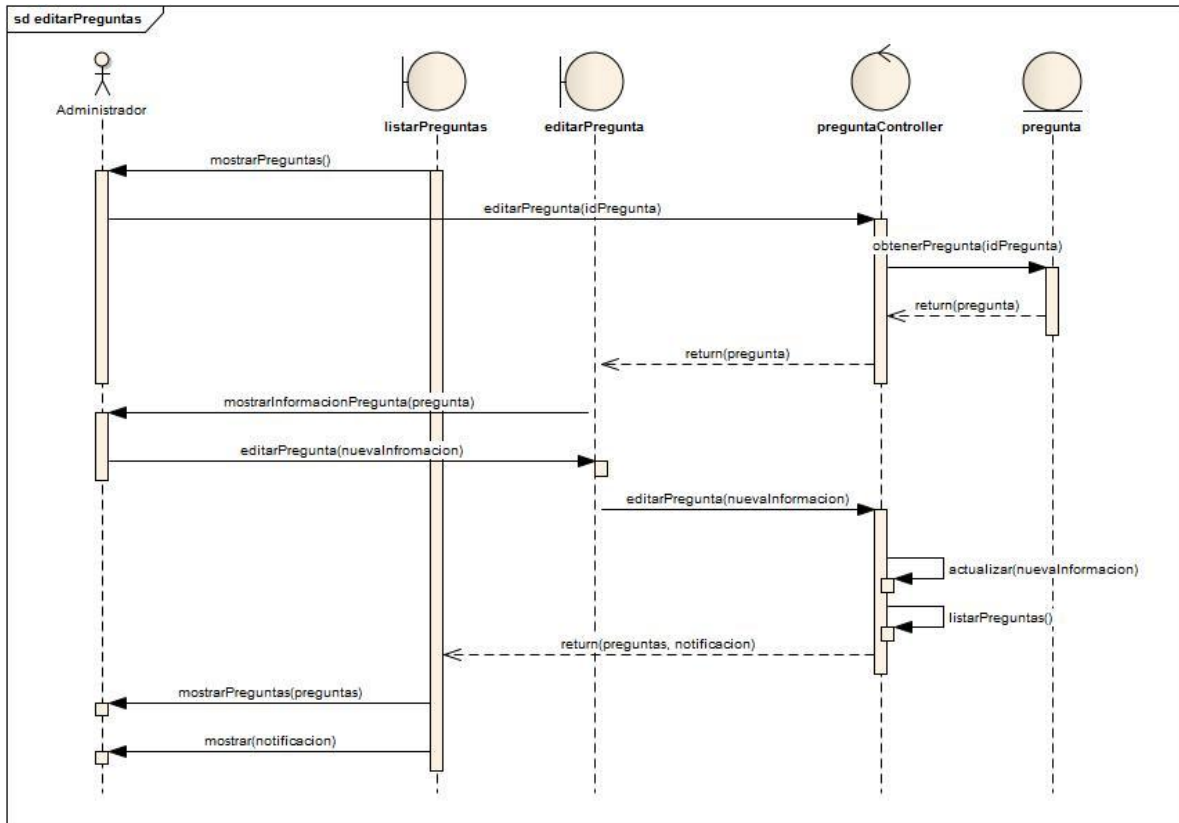 sd editarPreguntas
Administrador
listarPreguntas
editarPregunta
preguntaController
pregunta
mostrarPreguntas()
editarPregunta(idPregunta)
obtenerPregunta(idPregunta)
return(pregunta)
return(pregunta)
mostrarInformacionPregunta(pregunta)
editarPregunta(nuevaInfromacion)
editarPregunta(nuevaInformacion)
actualizar(nuevaInformacion)
listarPreguntas()
return(preguntas, notificacion)
mostrarPreguntas(preguntas)
mostrar(notificacion)